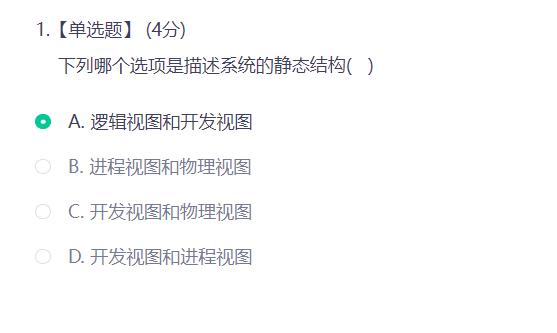 1.【单选题】 (4分)
下列哪个选项是描述系统的静态结构(    )
A. 逻辑视图和开发视图
B. 进程视图和物理视图
C. 开发视图和物理视图
D. 开发视图和进程视图